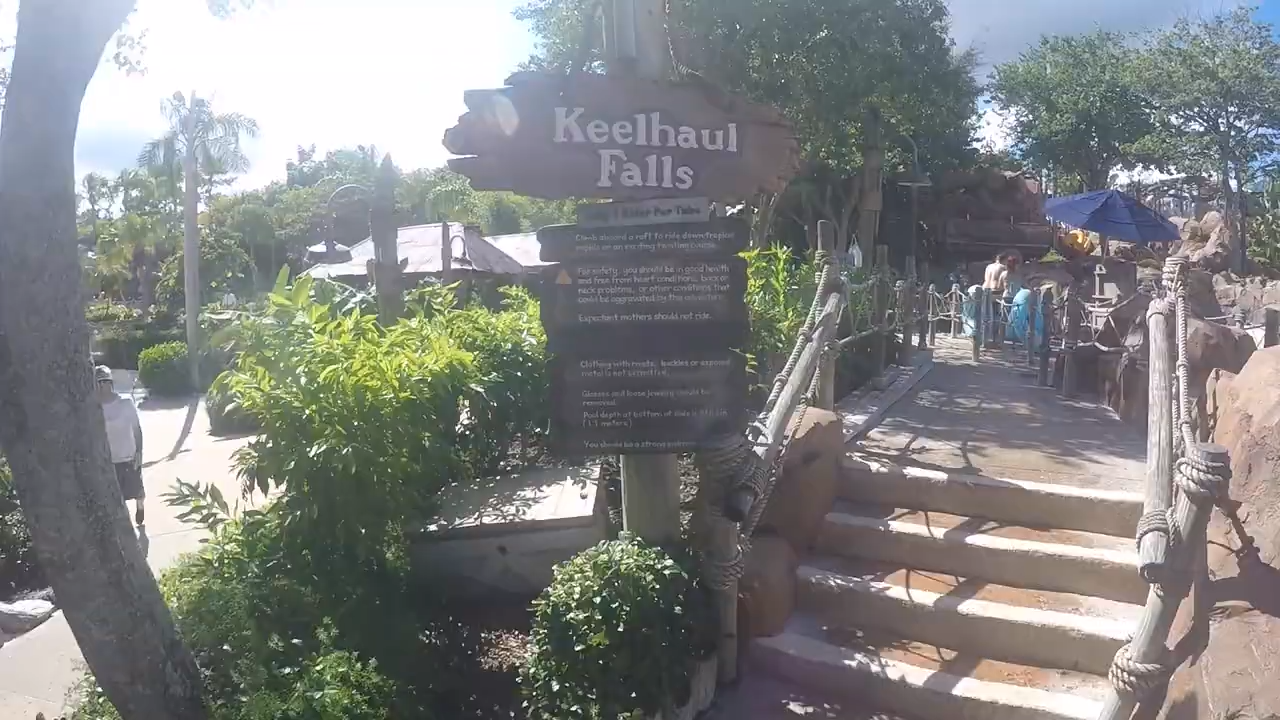 Keelhaul
Falls
Only 1 Rider Per Tube
Climb aboard a raft to ride down tropical
rapids on an exciting twisting course.
For safety, you should be in good health
and free from heart conditions, back or
neck problems, or other conditions that
could be aggravated by this adventure.
Expectant mothers should not ride.
Clothing with rivets, buckles or exposed
metal is not permitted.
Glasses and loose jewelry should be
removed.
Pool depth at bottom of slide is
You should be a strong swimmer.